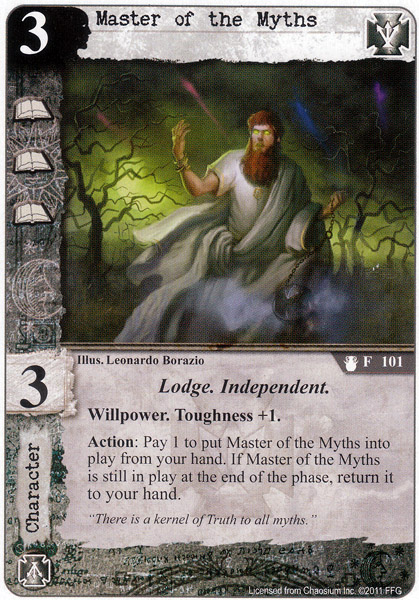 3
Master of the Myths
Illus. Leonardo Borazio
F 101
3
Lodge. Independent.
Willpower. Toughness +1.
Action: Pay 1 to put Master of the Myths into
play from your hand. If Master of the Myths
is still in play at the end of the phase, return it
to your hand.
“There is a kernel of Truth to all myths.”
Character
Licensed from Chaosium Inc. ©2011 FFG